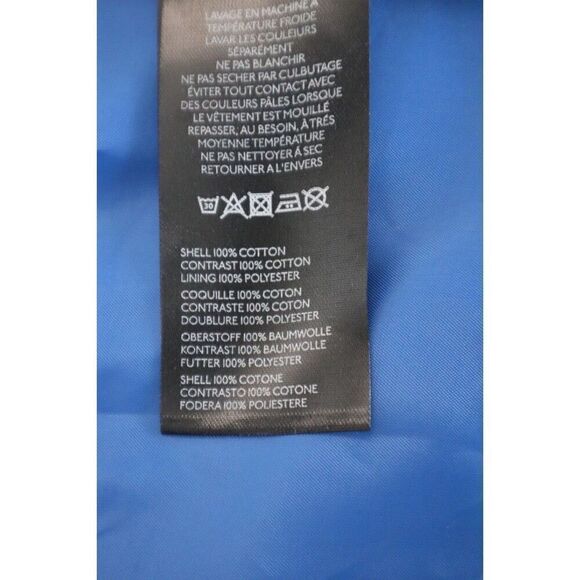 LAVAGE EN MACHINE À
TEMPÉRATURE FROIDE
LAVAR LES COULEURS
SÉPARÉMENT
NE PAS BLANCHIR
NE PAS SECHER PAR CULBUTAGE
ÉVITER TOUT CONTACT AVEC
DES COULEURS PÂLES LORSQUE
LE VÊTEMENT EST MOUILLÉ
REPASSER, AU BESOIN, À TRÉS
MOYENNE TEMPÉRATURE
NE PAS NETTOYER Á SEC
RETOURNER A L'ENVERS
30
SHELL 100% COTTON
CONTRAST 100% COTTON
LINING 100% POLYESTER
COQUILLE 100% COTON
CONTRASTE 100% COTON
DOUBLURE 100% POLYESTER
OBERSTOFF 100% BAUMWOLLE
KONTRAST 100% BAUMWOLLE
FUTTER 100% POLYESTER
SHELL 100% COTONE
CONTRASTO 100% COTONE
FODERA 100% POLIESTERE